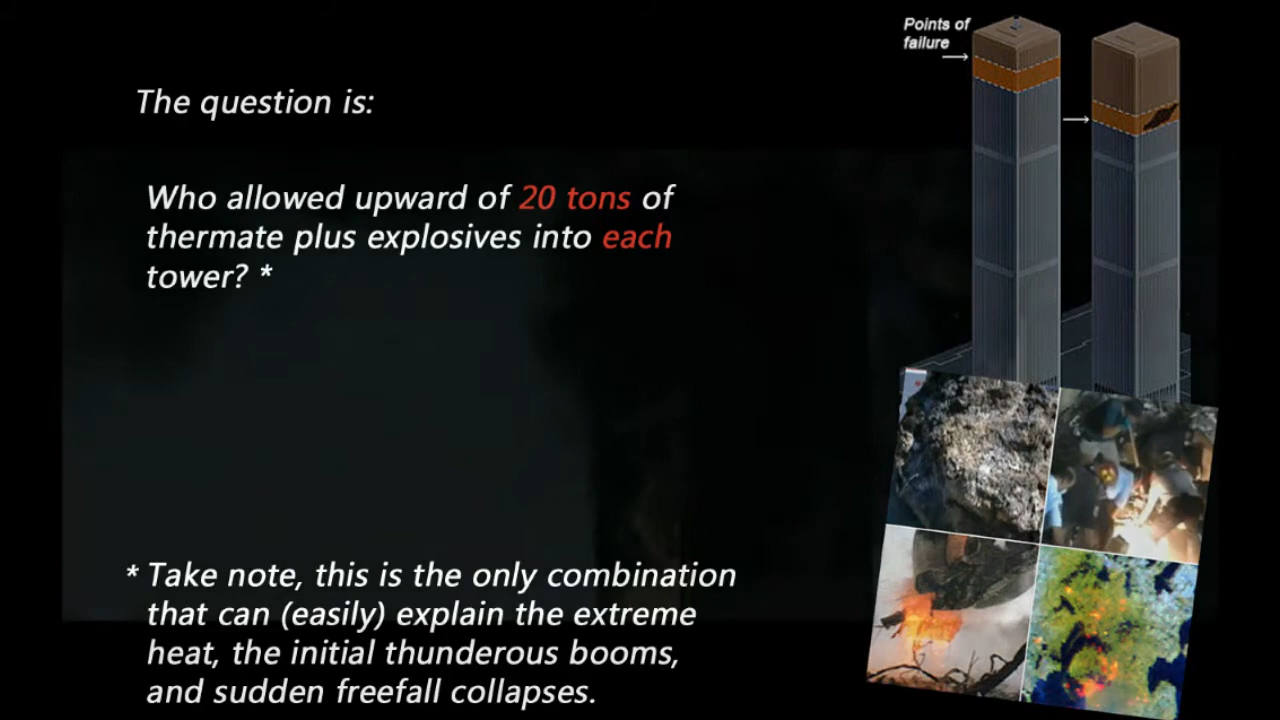 Points of
failure
The question is:
Who allowed upward of 20 tons of
thermate plus explosives into each
tower? *
* Take note, this is the only combination
that can (easily) explain the extreme
heat, the initial thunderous booms,
and sudden freefall collapses.